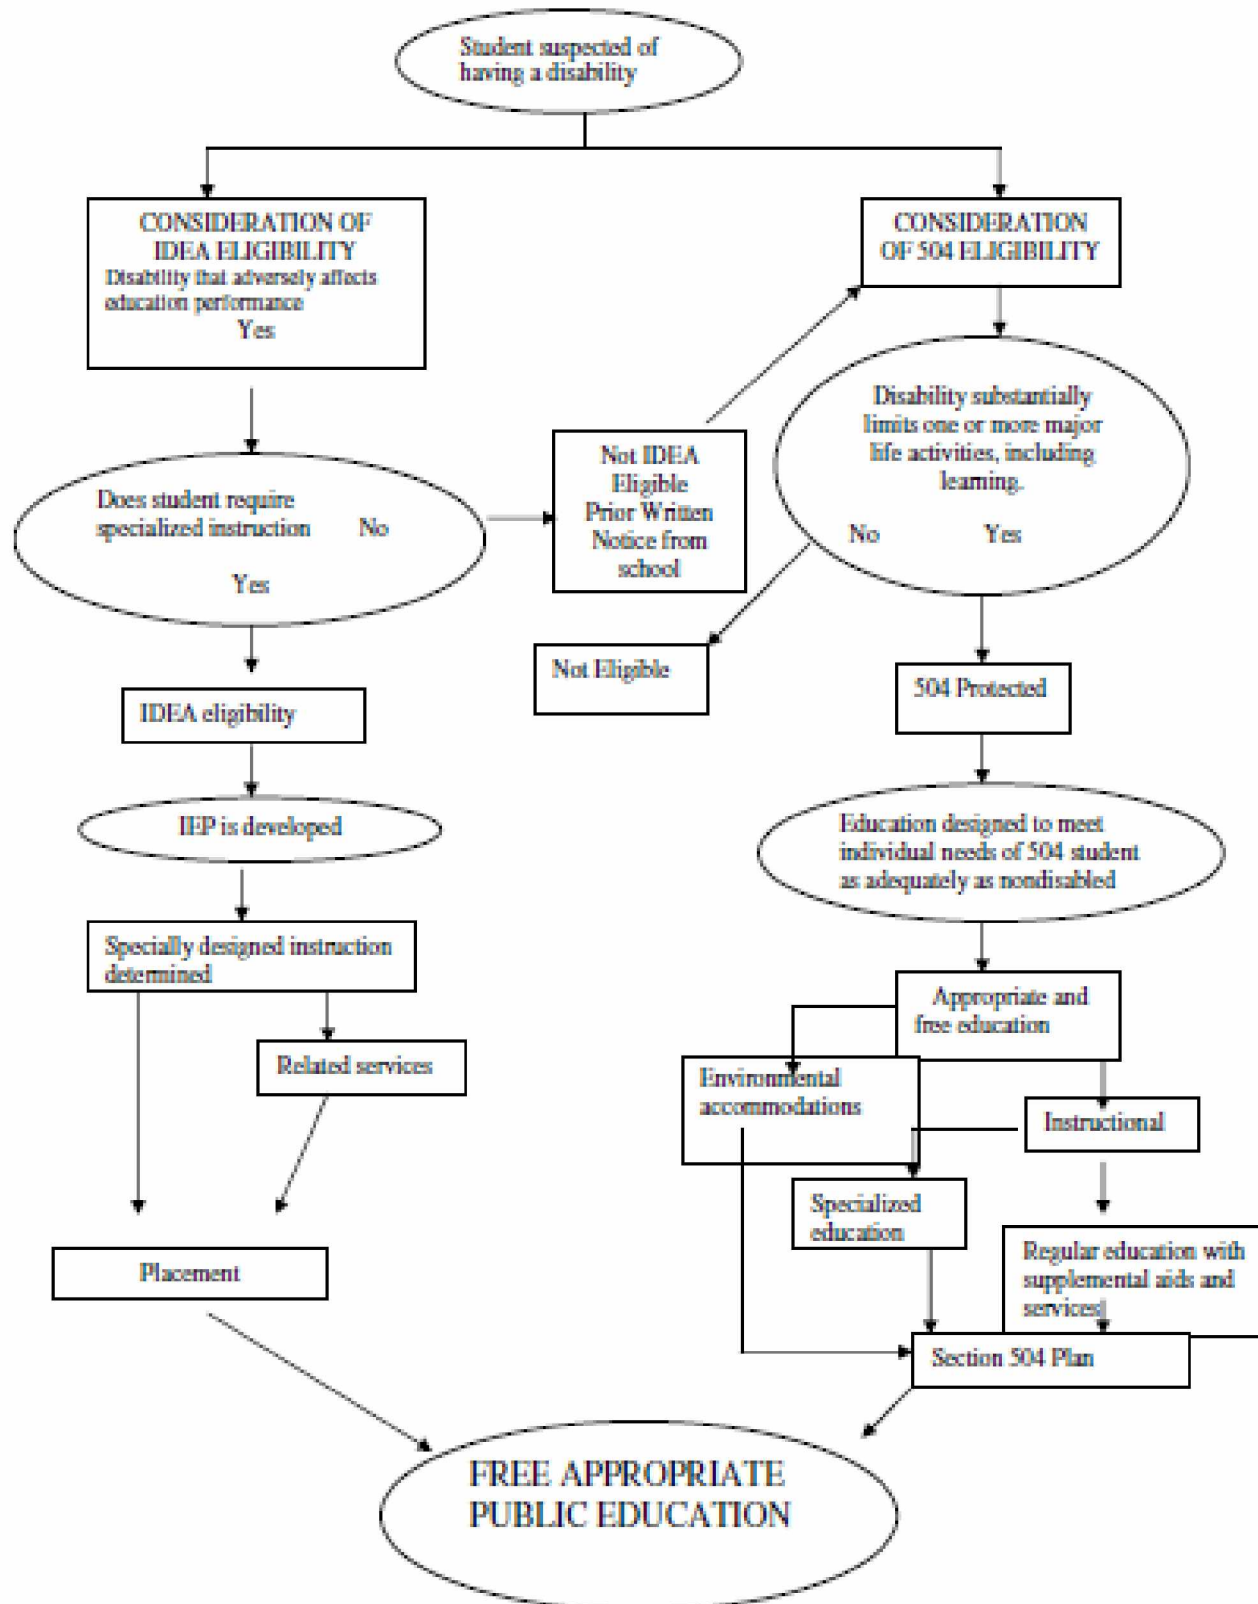 Student suspected of
having a disability
CONSIDERATION OF
IDEA ELIGIBILITY
Disability that adversely affects
education performance
Yes
CONSIDERATION
OF 504 ELIGIBILITY
Does student require
specialized instruction No
Yes
Not IDEA
Eligible
Prior Written
Notice from
school
Disability substantially
limits one or more major
life activities, including
learning.
No Yes
Not Eligible
504 Protected
IDEA eligibility
IEP is developed
Education designed to meet
individual needs of 504 student
as adequately as nondisabled
Specially designed instruction
determined
Related services
Appropriate and
free education
Environmental
accommodations
Instructional
Specialized
education
Regular education with
supplemental aids and
services
Placement
Section 504 Plan
FREE APPROPRIATE
PUBLIC EDUCATION